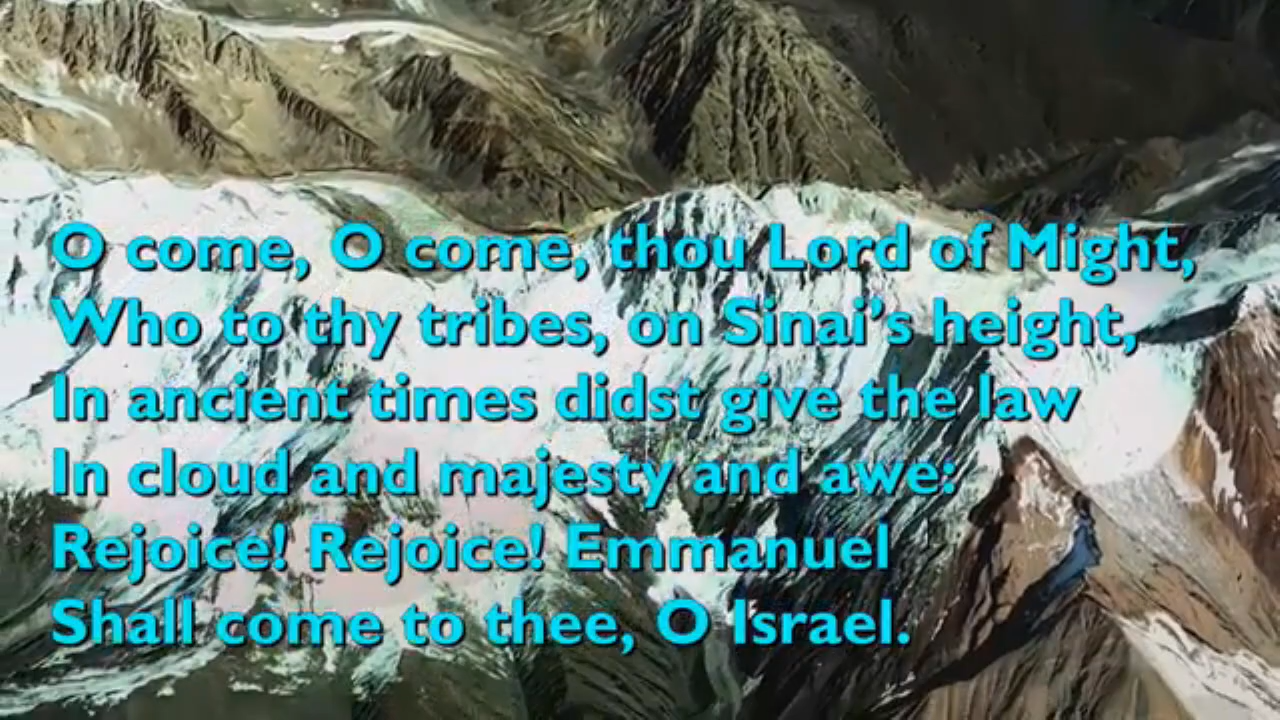 O come, O come, thou Lord of Might,
Who to thy tribes, on Sinai’s height,
In ancient times didst give the law
In cloud and majesty and awe:
Rejoice! Rejoice! Emmanuel
Shall come to thee, O Israel.